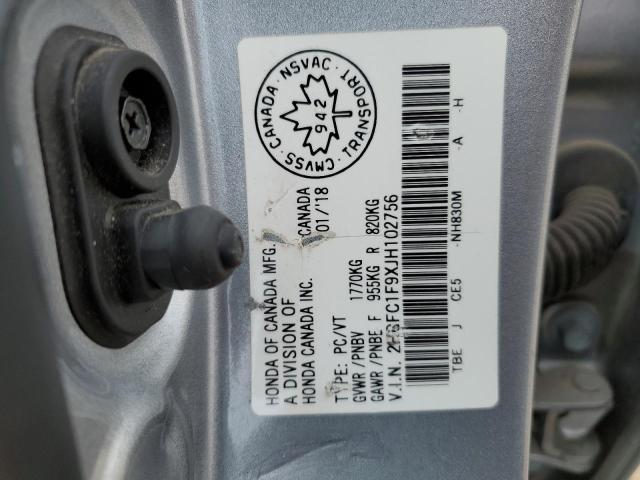 HONDA OF CANADA MFG.
A DIVISION OF
HONDA CANADA INC.
CANADA
01/'18
TYPE: PC/VT
GVWR /PNBV 1770KG
GAWR /PNBE F 955KG R 820KG
V.I.N. 2HGFC1F9XJH102756
TBE J CE5 -NH830M -A -H
CANADA · NSVAC · TRANSPORT · CMVSS ·
942